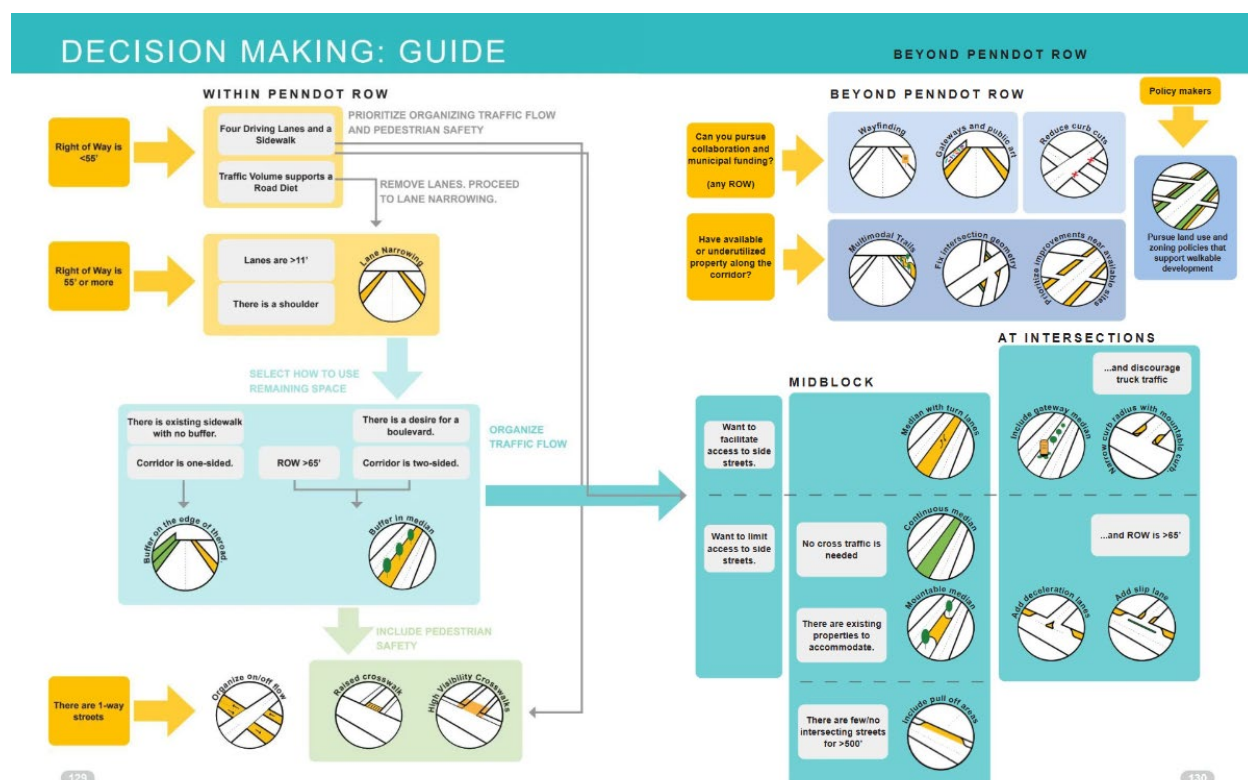 DECISION MAKING: GUIDE
BEYOND PENNDOT ROW
WITHIN PENNDOT ROW
Right of Way is
<55'
Four Driving Lanes and a
Sidewalk
Traffic Volume supports a
Road Diet
PRIORITIZE ORGANIZING TRAFFIC FLOW
AND PEDESTRIAN SAFETY
REMOVE LANES. PROCEED
TO LANE NARROWING.
Right of Way is
55' or more
Lanes are >11'
There is a shoulder
Lane Narrowing
SELECT HOW TO USE
REMAINING SPACE
There is existing sidewalk
with no buffer.
Corridor is one-sided.
ROW >65'
There is a desire for a
boulevard.
Corridor is two-sided.
Buffer on the edge of theroad
Buffer in median
ORGANIZE
TRAFFIC FLOW
INCLUDE PEDESTRIAN
SAFETY
There are 1-way
streets
Organize on/off flow
Raised crosswalk
High Visibility Crosswalks
129
BEYOND PENNDOT ROW
Can you pursue
collaboration and
municipal funding?
(any ROW)
Wayfinding
Gateways and public art
Reduce curb cuts
Policy makers
Pursue land use and
zoning policies that
support walkable
development
Have available
or underutilized
property along the
corridor?
Multimodal Trails
Fix intersection geometry
Prioritize improvements near available sites
MIDBLOCK
AT INTERSECTIONS
Want to
facilitate
access to side
streets.
Median with turn lanes
...and discourage
truck traffic
Include gateway median
Narrow curb radius with mountable curb
Want to limit
access to side
streets.
No cross traffic is
needed
Continuous median
...and ROW is >65'
There are existing
properties to
accommodate.
Mountable median
Add deceleration lanes
Add slip lane
There are few/no
intersecting streets
for >500'
Include pull off areas
130